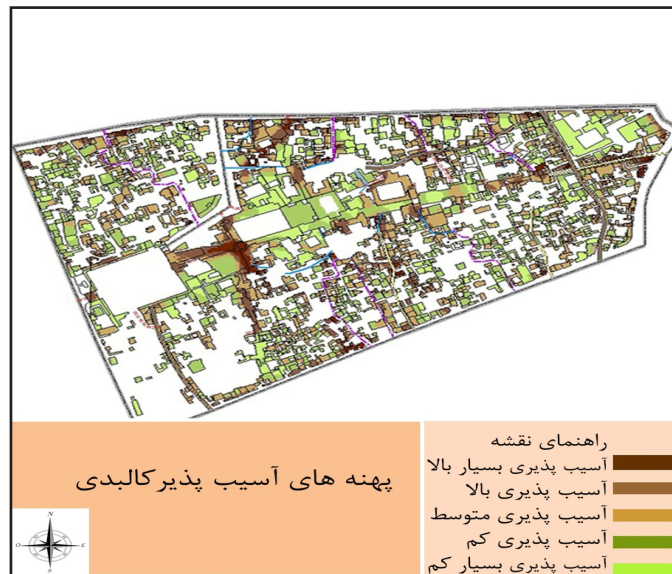 پهنه های آسیب پذیرکالبدی
راهنمای نقشه
آسیب پذیری بسیار بالا
آسیب پذیری بالا
آسیب پذیری متوسط
آسیب پذیری کم
آسیب پذیری بسیار کم
N
O
E
S